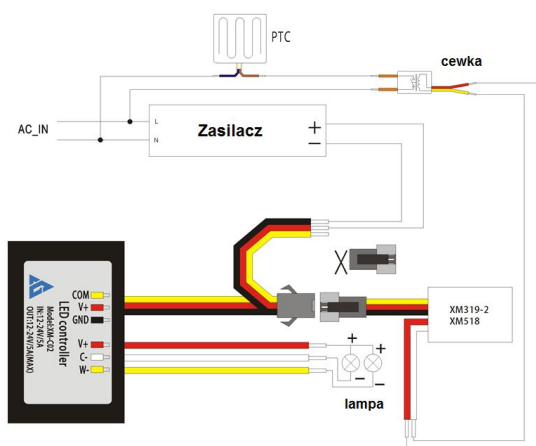 PTC
cewka
AC_IN
L
N
Zasilacz
+
−
X
COM
V+
GND
V+
C-
W-
LED controller
Model:XM-C02
IN:12-24V/5A
OUT:12-24V/5A(MAX)
XM319-2
XM518
+
+
−
−
lampa